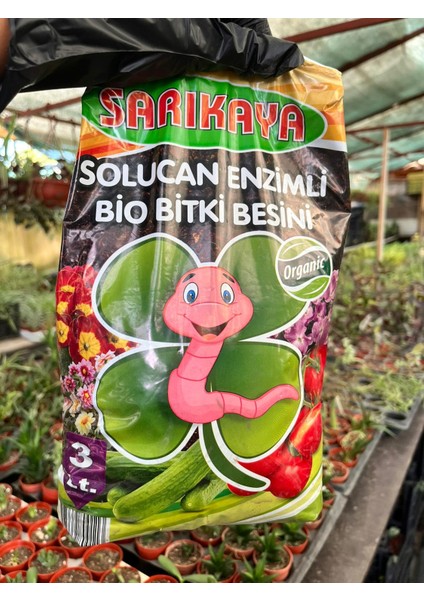 SARIKAYA
SOLUCAN ENZİMLİ
BİO BİTKİ BESİNİ
Organic
3
Lt.